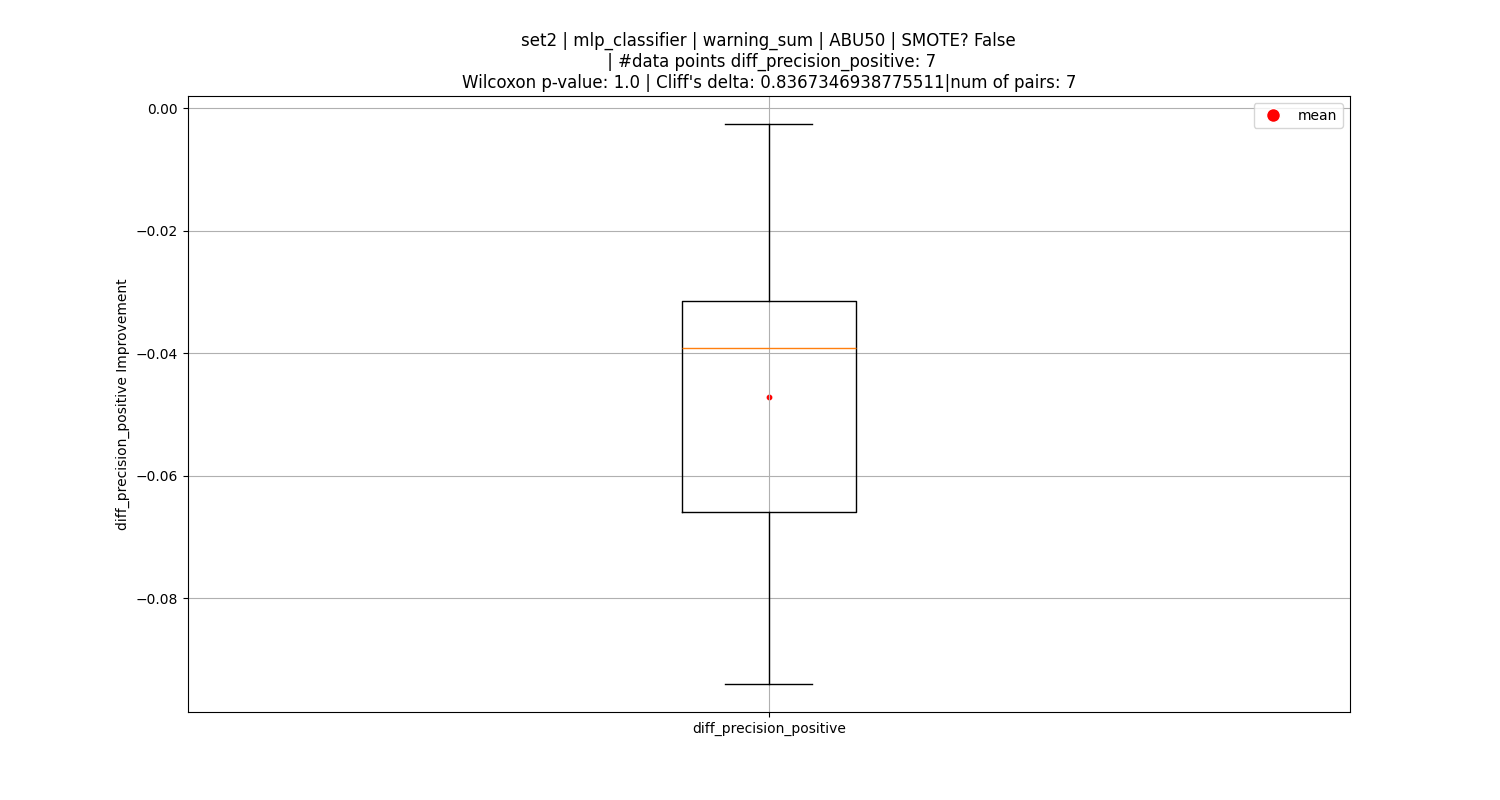 set2 | mlp_classifier | warning_sum | ABU50 | SMOTE? False
| #data points diff_precision_positive: 7
Wilcoxon p-value: 1.0 | Cliff's delta: 0.8367346938775511|num of pairs: 7
mean
0.00
−0.02
−0.04
−0.06
−0.08
diff_precision_positive Improvement
diff_precision_positive